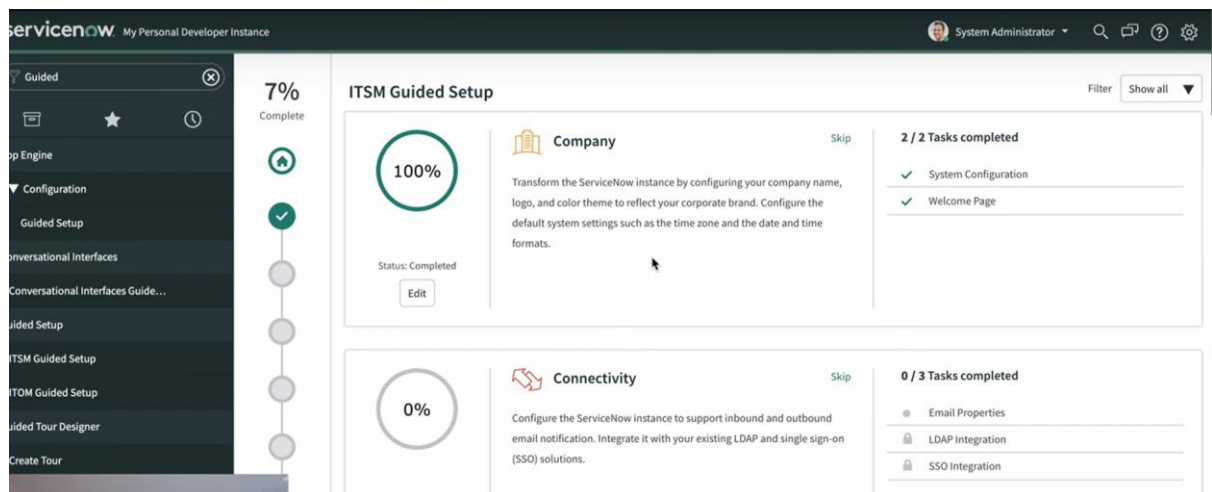 servicenow. My Personal Developer Instance
System Administrator
Guided
pp Engine
Configuration
Guided Setup
onversational Interfaces
Conversational Interfaces Guide...
uided Setup
ITSM Guided Setup
ITOM Guided Setup
uided Tour Designer
Create Tour
7%
Complete
ITSM Guided Setup
Filter Show all
100%
Status: Completed
Edit
Company
Skip
Transform the ServiceNow instance by configuring your company name,
logo, and color theme to reflect your corporate brand. Configure the
default system settings such as the time zone and the date and time
formats.
2 / 2 Tasks completed
System Configuration
Welcome Page
0%
Connectivity
Skip
Configure the ServiceNow instance to support inbound and outbound
email notification. Integrate it with your existing LDAP and single sign-on
(SSO) solutions.
0 / 3 Tasks completed
Email Properties
LDAP Integration
SSO Integration